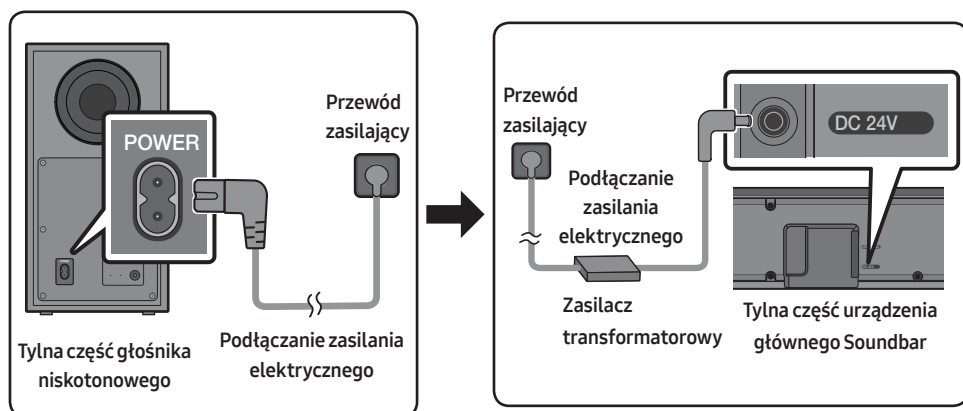 POWER
Przewód
zasilający
Tylna część głośnika
niskotonowego
Podłączanie zasilania
elektrycznego
Przewód
zasilający
Podłączanie
zasilania
elektrycznego
Zasilacz
transformatorowy
DC 24V
Tylna część urządzenia
głównego Soundbar